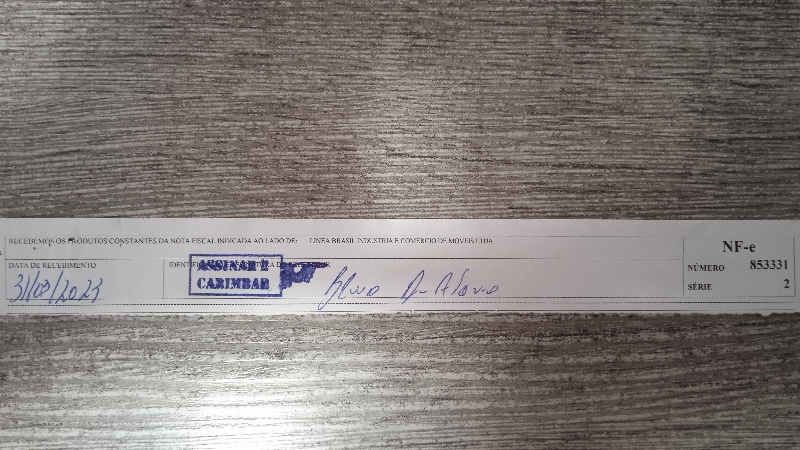 RECEBEMOS OS PRODUTOS CONSTANTES DA NOTA FISCAL INDICADA AO LADO DE: LINEA BRASIL INDUSTRIA E COMERCIO DE MOVEIS LTDA
NF-e
NÚMERO 853331
SÉRIE 2
DATA DE RECEBIMENTO
31/08/2023
ASSINAR E
CARIMBAR